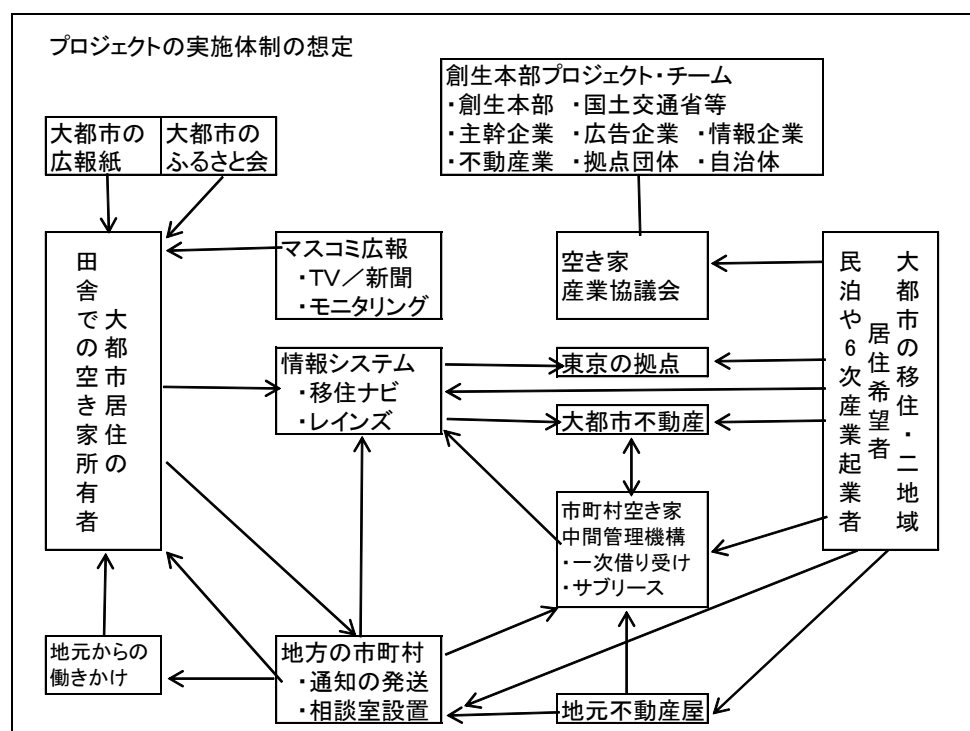 プロジェクトの実施体制の想定
創生本部プロジェクト・チーム
・創生本部 ・国土交通省等
・主幹企業 ・広告企業 ・情報企業
・不動産業 ・拠点団体 ・自治体
大都市の
広報紙
大都市の
ふるさと会
大都市居住の
田舎での空き家所有者
マスコミ広報
・TV/新聞
・モニタリング
空き家
産業協議会
大都市の移住・二地域
居住希望者
民泊や6次産業起業者
情報システム
・移住ナビ
・レインズ
東京の拠点
大都市不動産
市町村空き家
中間管理機構
・一次借り受け
・サブリース
地元からの
働きかけ
地方の市町村
・通知の発送
・相談室設置
地元不動産屋